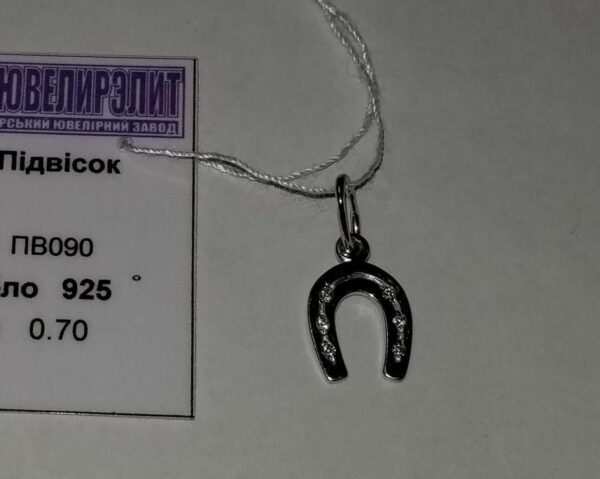 ЮВЕЛИРЭЛИТ
РСЬКИЙ ЮВЕЛІРНИЙ ЗАВОД
Підвісок
ПВ090
ло 925 °
0.70